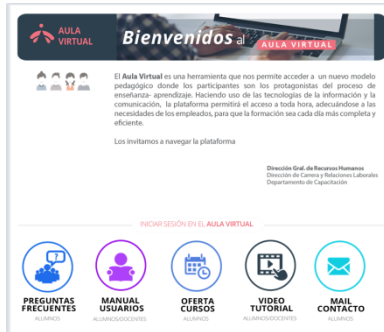 AULA
VIRTUAL
Bienvenidos al
AULA VIRTUAL
El Aula Virtual es una herramienta que nos permite acceder a un nuevo modelo
pedagógico donde los participantes son los protagonistas del proceso de
enseñanza- aprendizaje. Haciendo uso de las tecnologías de la información y la
comunicación, la plataforma permitirá el acceso a toda hora, adecuándose a las
necesidades de los empleados, para que la formación sea cada día más completa y
eficiente.
Los invitamos a navegar la plataforma
Dirección Gral. de Recursos Humanos
Dirección de Carrera y Relaciones Laborales
Departamento de Capacitación
INICIAR SESIÓN EN EL AULA VIRTUAL
PREGUNTAS
FRECUENTES
ALUMNOS
MANUAL
USUARIOS
ALUMNOS/DOCENTES
OFERTA
CURSOS
ALUMNOS
VIDEO
TUTORIAL
ALUMNOS/DOCENTES
MAIL
CONTACTO
ALUMNOS